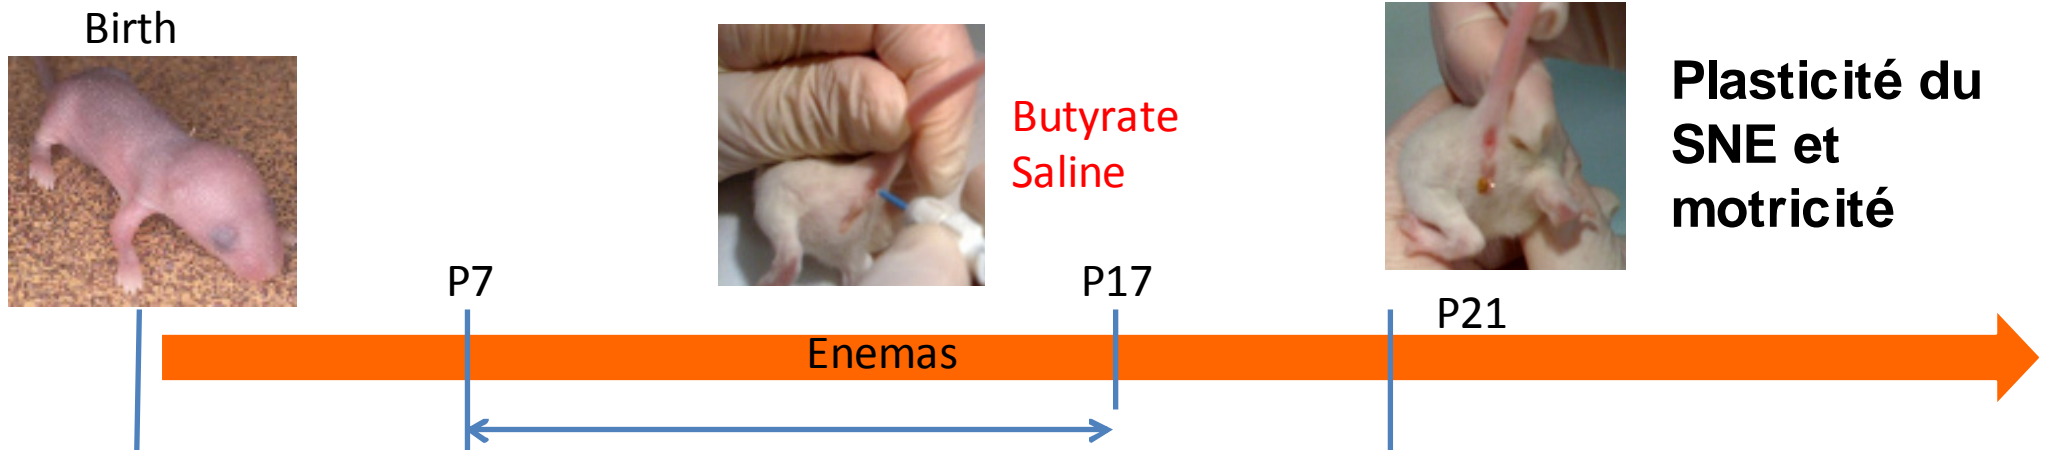 Birth
Butyrate
Saline
Plasticité du
SNE et
motricité
P7
P17
P21
Enemas